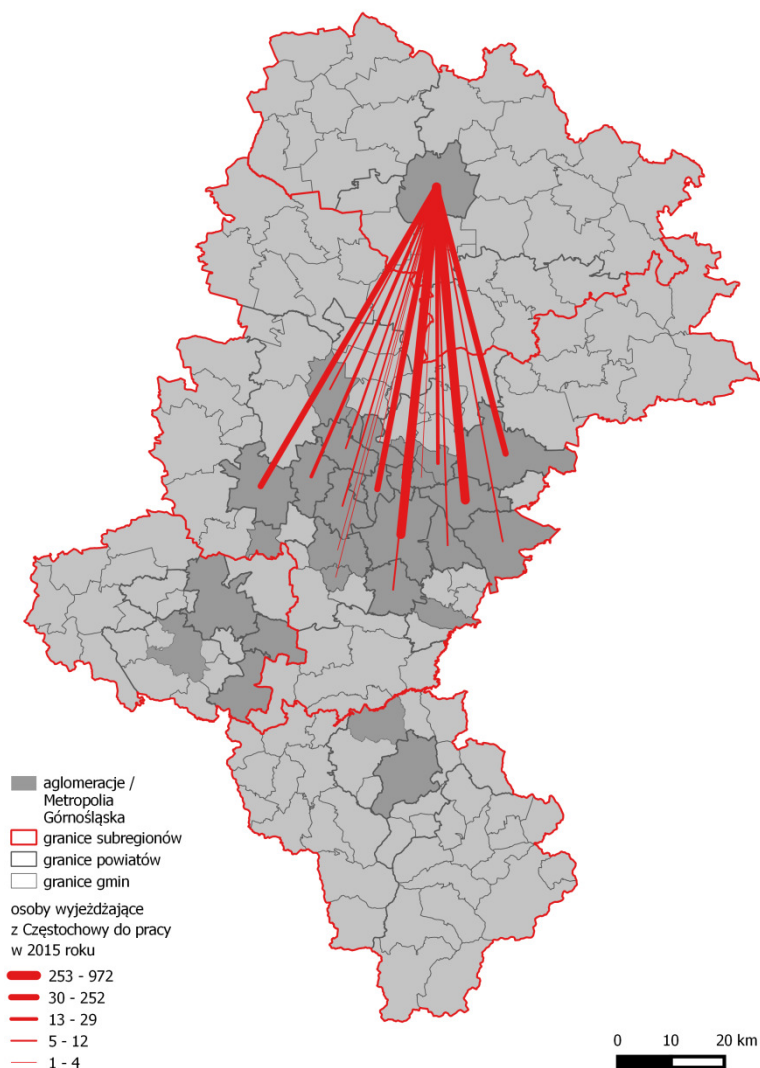 aglomeracje /
Metropolia
Górnośląska
granice subregionów
granice powiatów
granice gmin
osoby wyjeżdżające
z Częstochowy do pracy
w 2015 roku
253 - 972
30 - 252
13 - 29
5 - 12
1 - 4
0 10 20 km